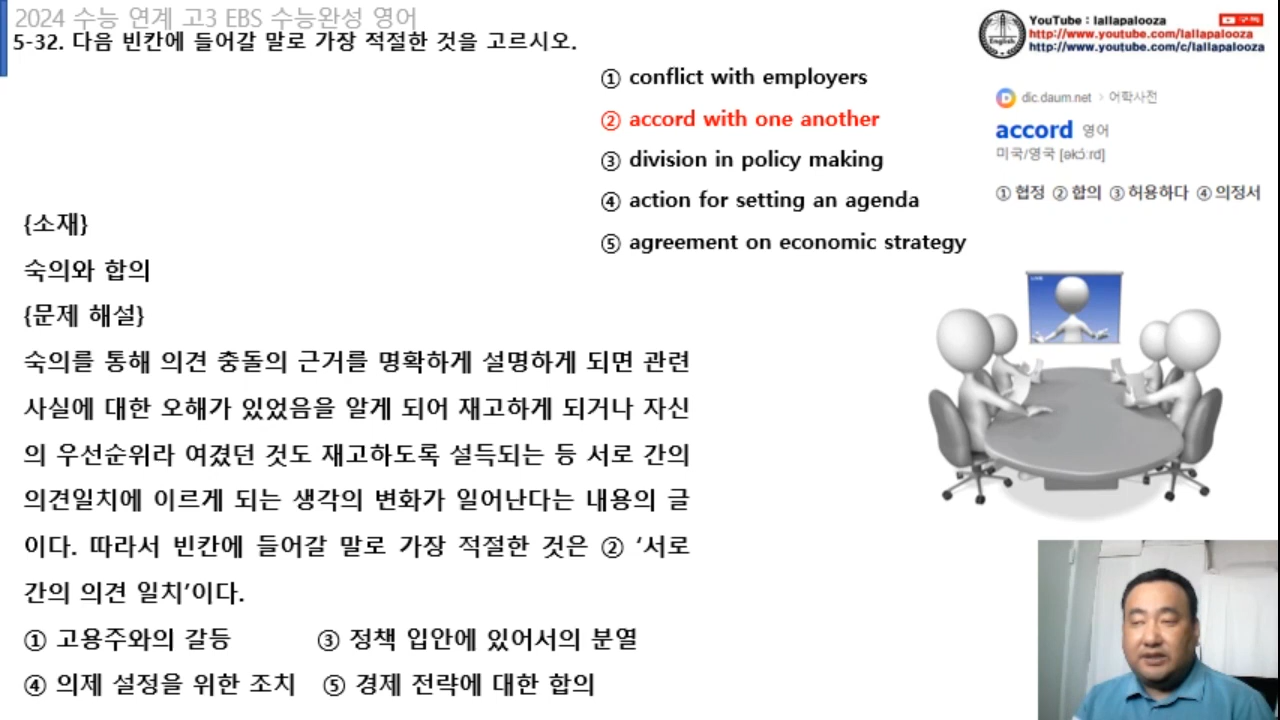 2024 수능 연계 고3 EBS 수능완성 영어
5-32. 다음 빈칸에 들어갈 말로 가장 적절한 것을 고르시오.
① conflict with employers
② accord with one another
③ division in policy making
④ action for setting an agenda
⑤ agreement on economic strategy
YouTube : lallapalooza
구독
http://www.youtube.com/lallapalooza
http://www.youtube.com/c/lallapalooza
English
dic.daum.net > 어학사전
accord 영어
미국/영국 [əkɔ́ːrd]
① 협정 ② 합의 ③ 허용하다 ④ 의정서
LIVE
{소재}
숙의와 합의
{문제 해설}
숙의를 통해 의견 충돌의 근거를 명확하게 설명하게 되면 관련
사실에 대한 오해가 있었음을 알게 되어 재고하게 되거나 자신
의 우선순위라 여겼던 것도 재고하도록 설득되는 등 서로 간의
의견일치에 이르게 되는 생각의 변화가 일어난다는 내용의 글
이다. 따라서 빈칸에 들어갈 말로 가장 적절한 것은 ② ‘서로
간의 의견 일치’이다.
① 고용주와의 갈등 ③ 정책 입안에 있어서의 분열
④ 의제 설정을 위한 조치 ⑤ 경제 전략에 대한 합의